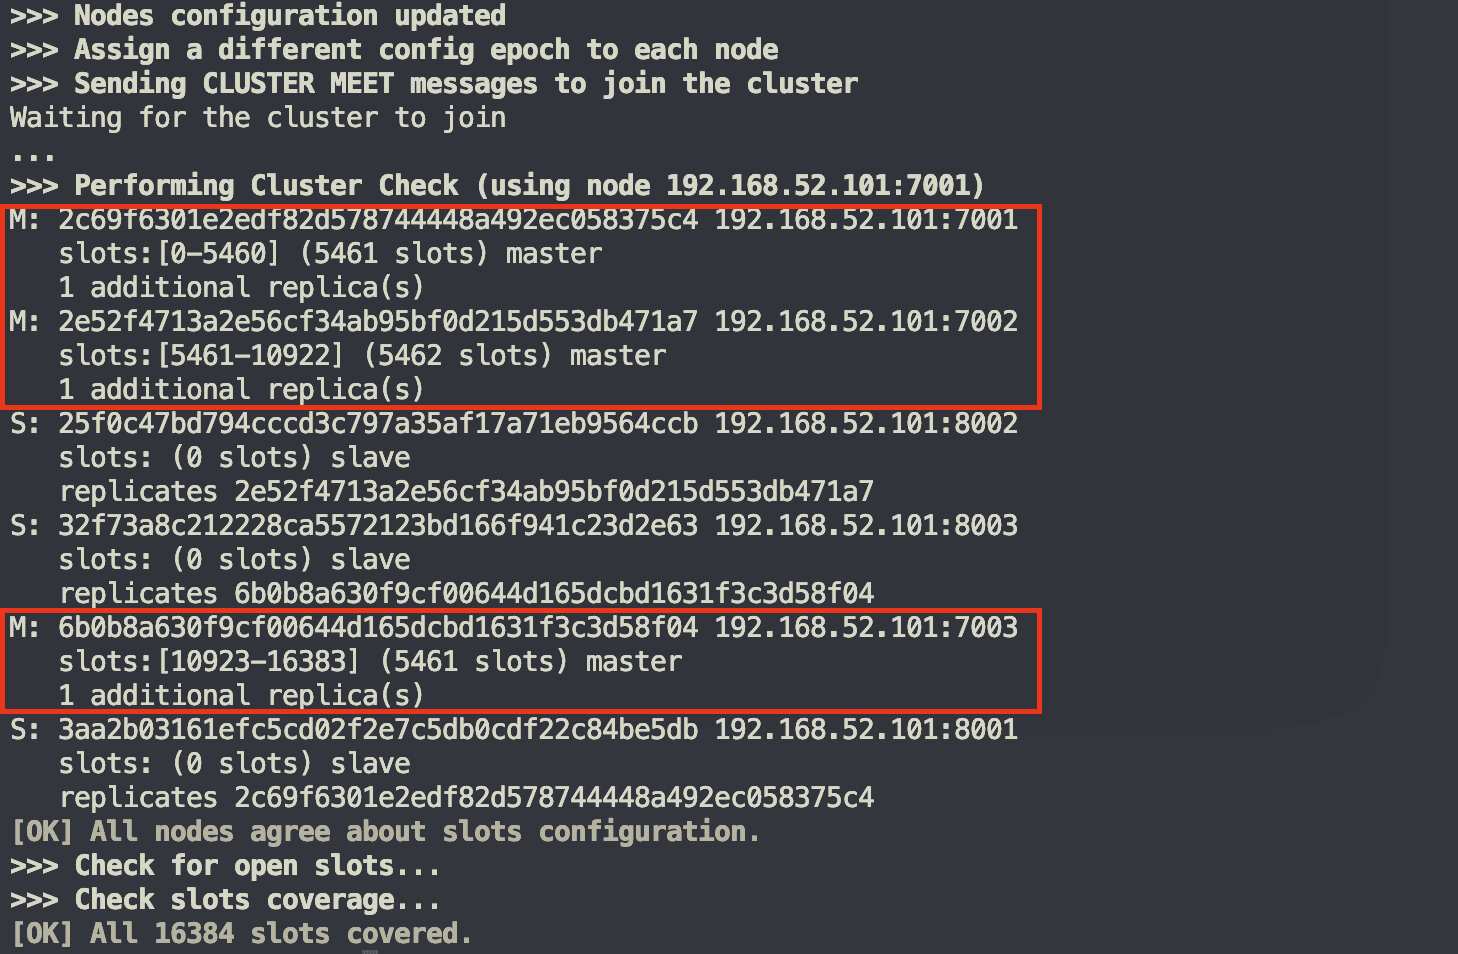 >>> Nodes configuration updated
>>> Assign a different config epoch to each node
>>> Sending CLUSTER MEET messages to join the cluster
Waiting for the cluster to join
...
>>> Performing Cluster Check (using node 192.168.52.101:7001)
M: 2c69f6301e2edf82d578744448a492ec058375c4 192.168.52.101:7001
   slots:[0-5460] (5461 slots) master
   1 additional replica(s)
M: 2e52f4713a2e56cf34ab95bf0d215d553db471a7 192.168.52.101:7002
   slots:[5461-10922] (5462 slots) master
   1 additional replica(s)
S: 25f0c47bd794cccd3c797a35af17a71eb9564ccb 192.168.52.101:8002
   slots: (0 slots) slave
   replicates 2e52f4713a2e56cf34ab95bf0d215d553db471a7
S: 32f73a8c212228ca5572123bd166f941c23d2e63 192.168.52.101:8003
   slots: (0 slots) slave
   replicates 6b0b8a630f9cf00644d165dcbd1631f3c3d58f04
M: 6b0b8a630f9cf00644d165dcbd1631f3c3d58f04 192.168.52.101:7003
   slots:[10923-16383] (5461 slots) master
   1 additional replica(s)
S: 3aa2b03161efc5cd02f2e7c5db0cdf22c84be5db 192.168.52.101:8001
   slots: (0 slots) slave
   replicates 2c69f6301e2edf82d578744448a492ec058375c4
[OK] All nodes agree about slots configuration.
>>> Check for open slots...
>>> Check slots coverage...
[OK] All 16384 slots covered.